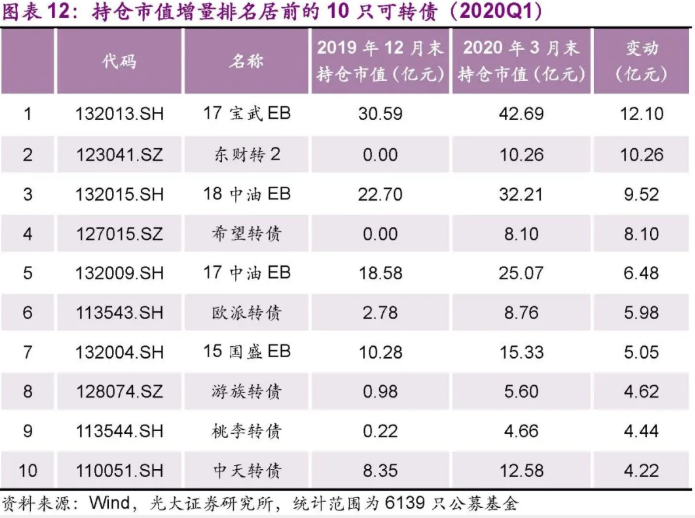 图表 12：持仓市值增量排名居前的 10 只可转债（2020Q1）
代码 名称 2019 年 12 月末 2020 年 3 月末 变动
持仓市值（亿元） 持仓市值（亿元） （亿元）
1 132013.SH 17 宝武 EB 30.59 42.69 12.10
2 123041.SZ 东财转 2 0.00 10.26 10.26
3 132015.SH 18 中油 EB 22.70 32.21 9.52
4 127015.SZ 希望转债 0.00 8.10 8.10
5 132009.SH 17 中油 EB 18.58 25.07 6.48
6 113543.SH 欧派转债 2.78 8.76 5.98
7 132004.SH 15 国盛 EB 10.28 15.33 5.05
8 128074.SZ 游族转债 0.98 5.60 4.62
9 113544.SH 桃李转债 0.22 4.66 4.44
10 110051.SH 中天转债 8.35 12.58 4.22
资料来源：Wind，光大证券研究所，统计范围为 6139 只公募基金